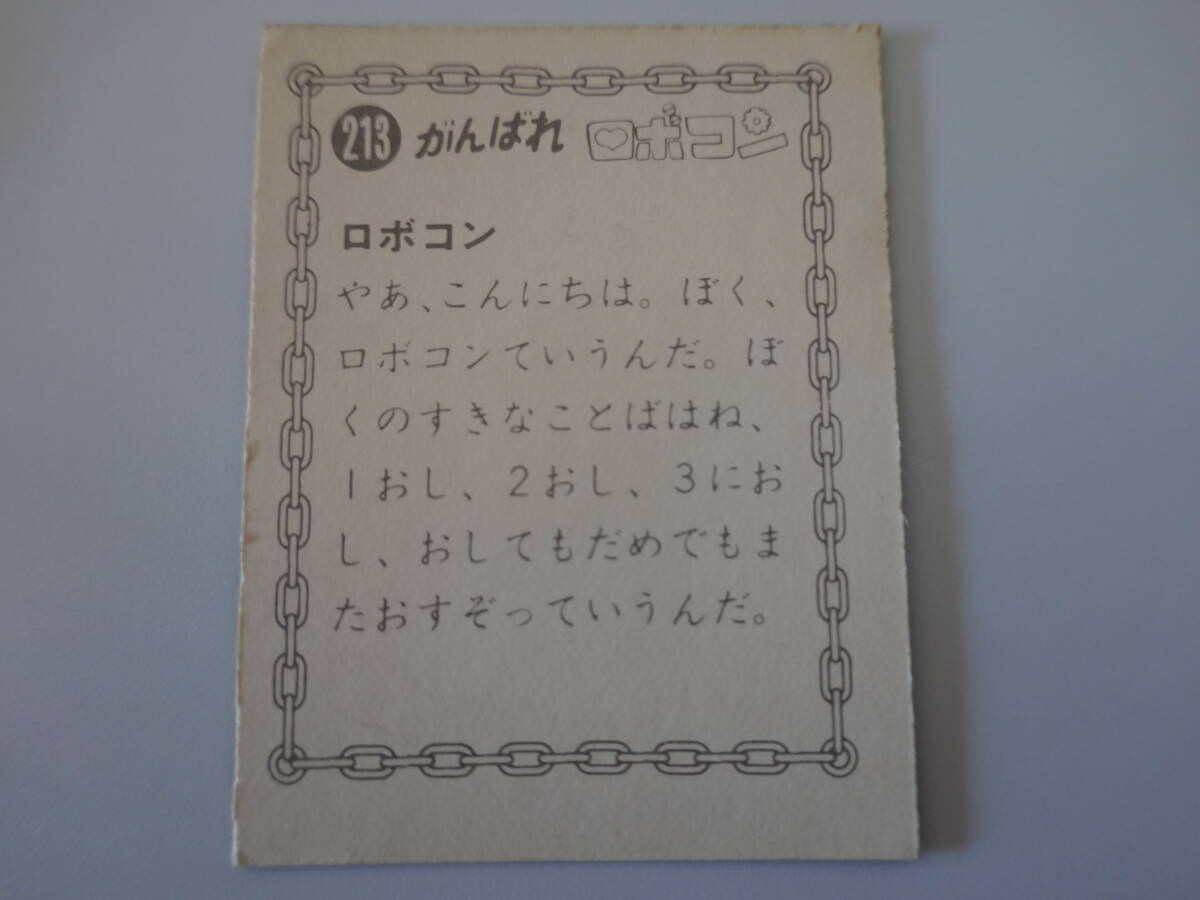 213 がんばれ ロボコン
ロボコン
やあ、こんにちは。ぼく、
ロボコンていうんだ。ぼ
くのすきなことばはね、
1おし、2おし、3にお
し、おしてもだめでもま
たおすぞっていうんだ。